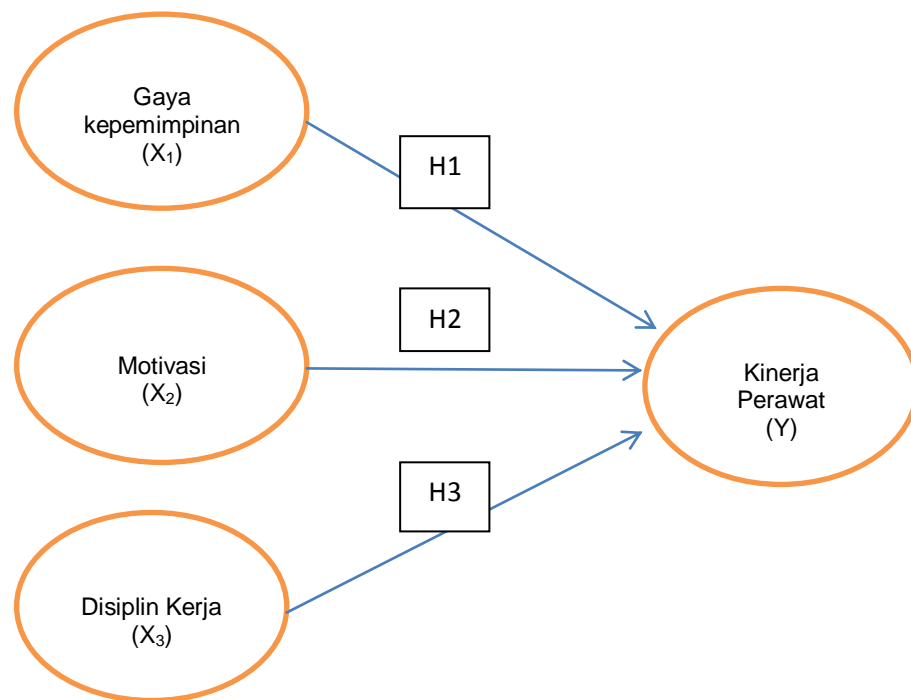 Gaya
kepemimpinan
(X₁)
H1
H2
Motivasi
(X₂)
Kinerja
Perawat
(Y)
H3
Disiplin Kerja
(X₃)